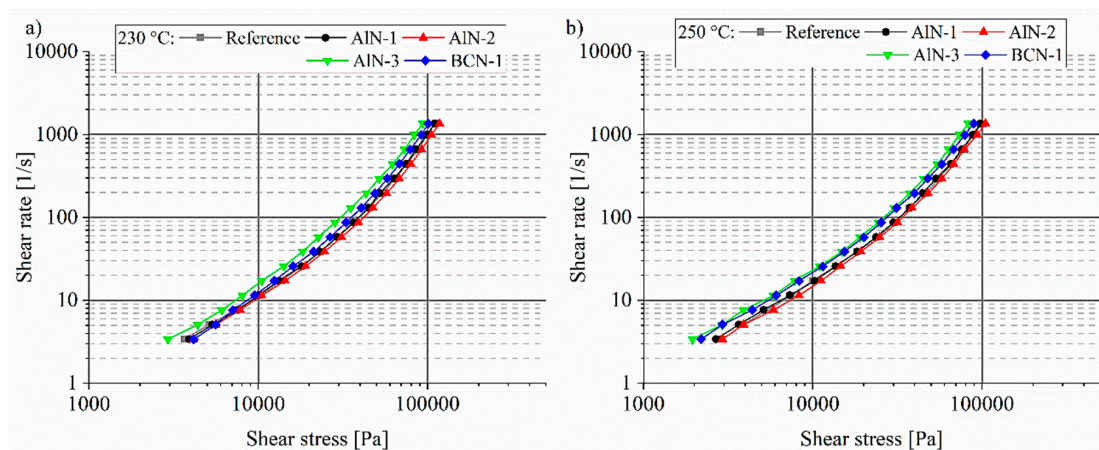 a)
230 °C: Reference AlN-1 AlN-2
AlN-3 BCN-1
10000
1000
100
10
1
Shear rate [1/s]
1000 10000 100000
Shear stress [Pa]
b)
250 °C: Reference AlN-1 AlN-2
AlN-3 BCN-1
10000
1000
100
10
1
Shear rate [1/s]
1000 10000 100000
Shear stress [Pa]